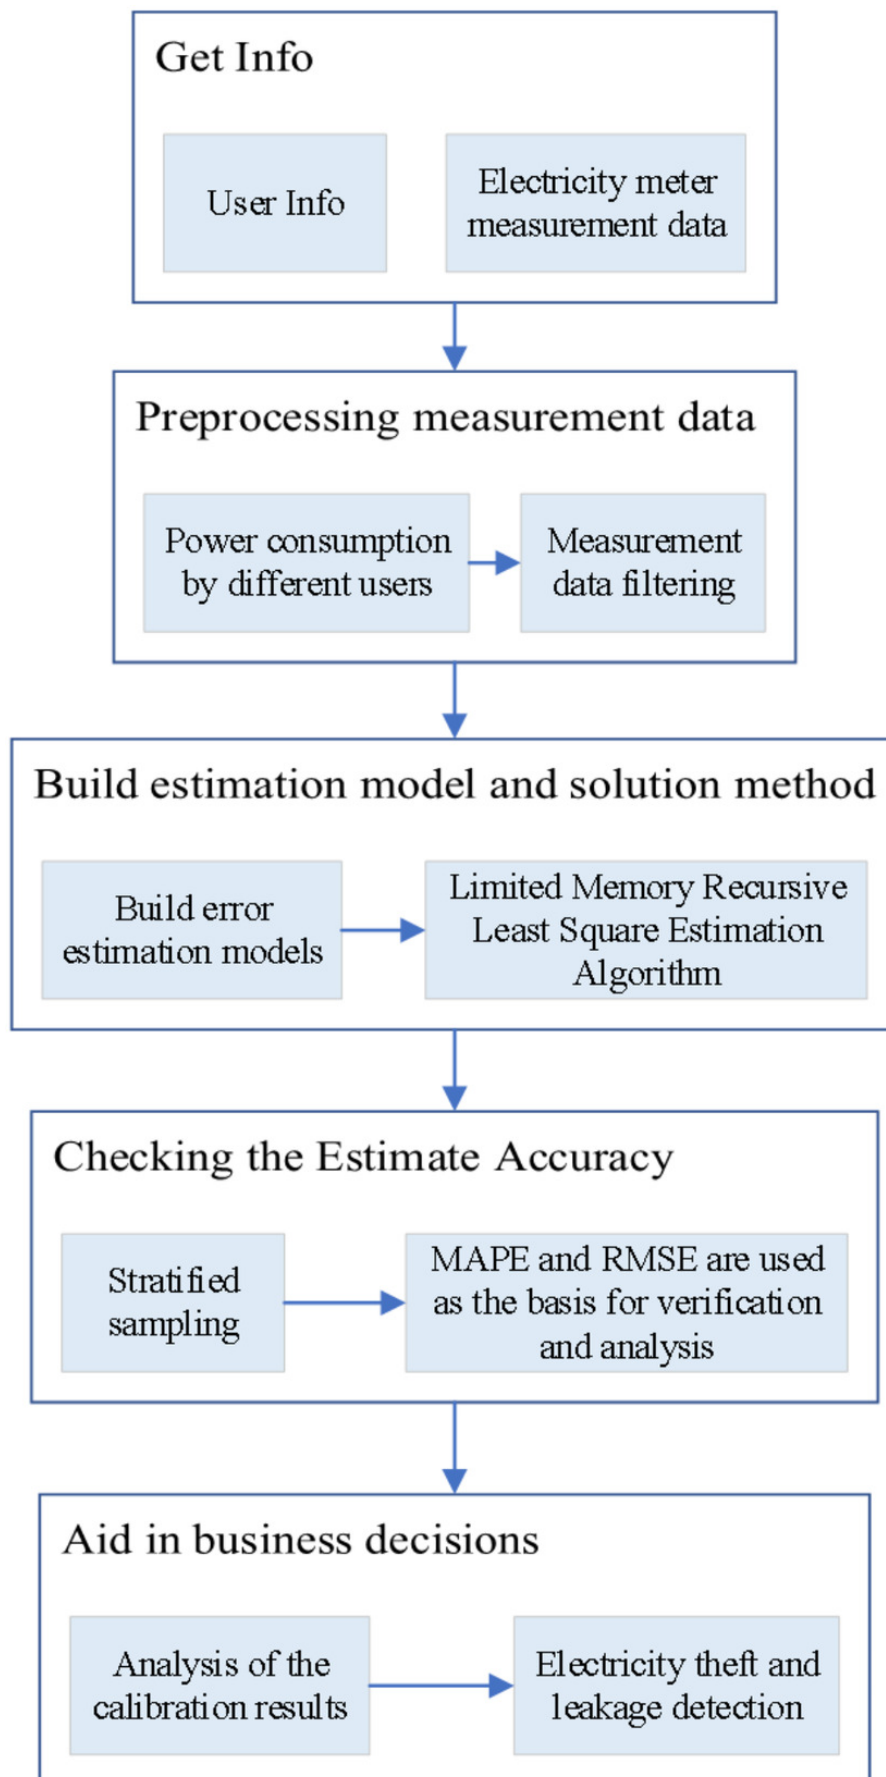 Get Info
User Info
Electricity meter
measurement data
Preprocessing measurement data
Power consumption
by different users
Measurement
data filtering
Build estimation model and solution method
Build error
estimation models
Limited Memory Recursive
Least Square Estimation
Algorithm
Checking the Estimate Accuracy
Stratified
sampling
MAPE and RMSE are used
as the basis for verification
and analysis
Aid in business decisions
Analysis of the
calibration results
Electricity theft and
leakage detection